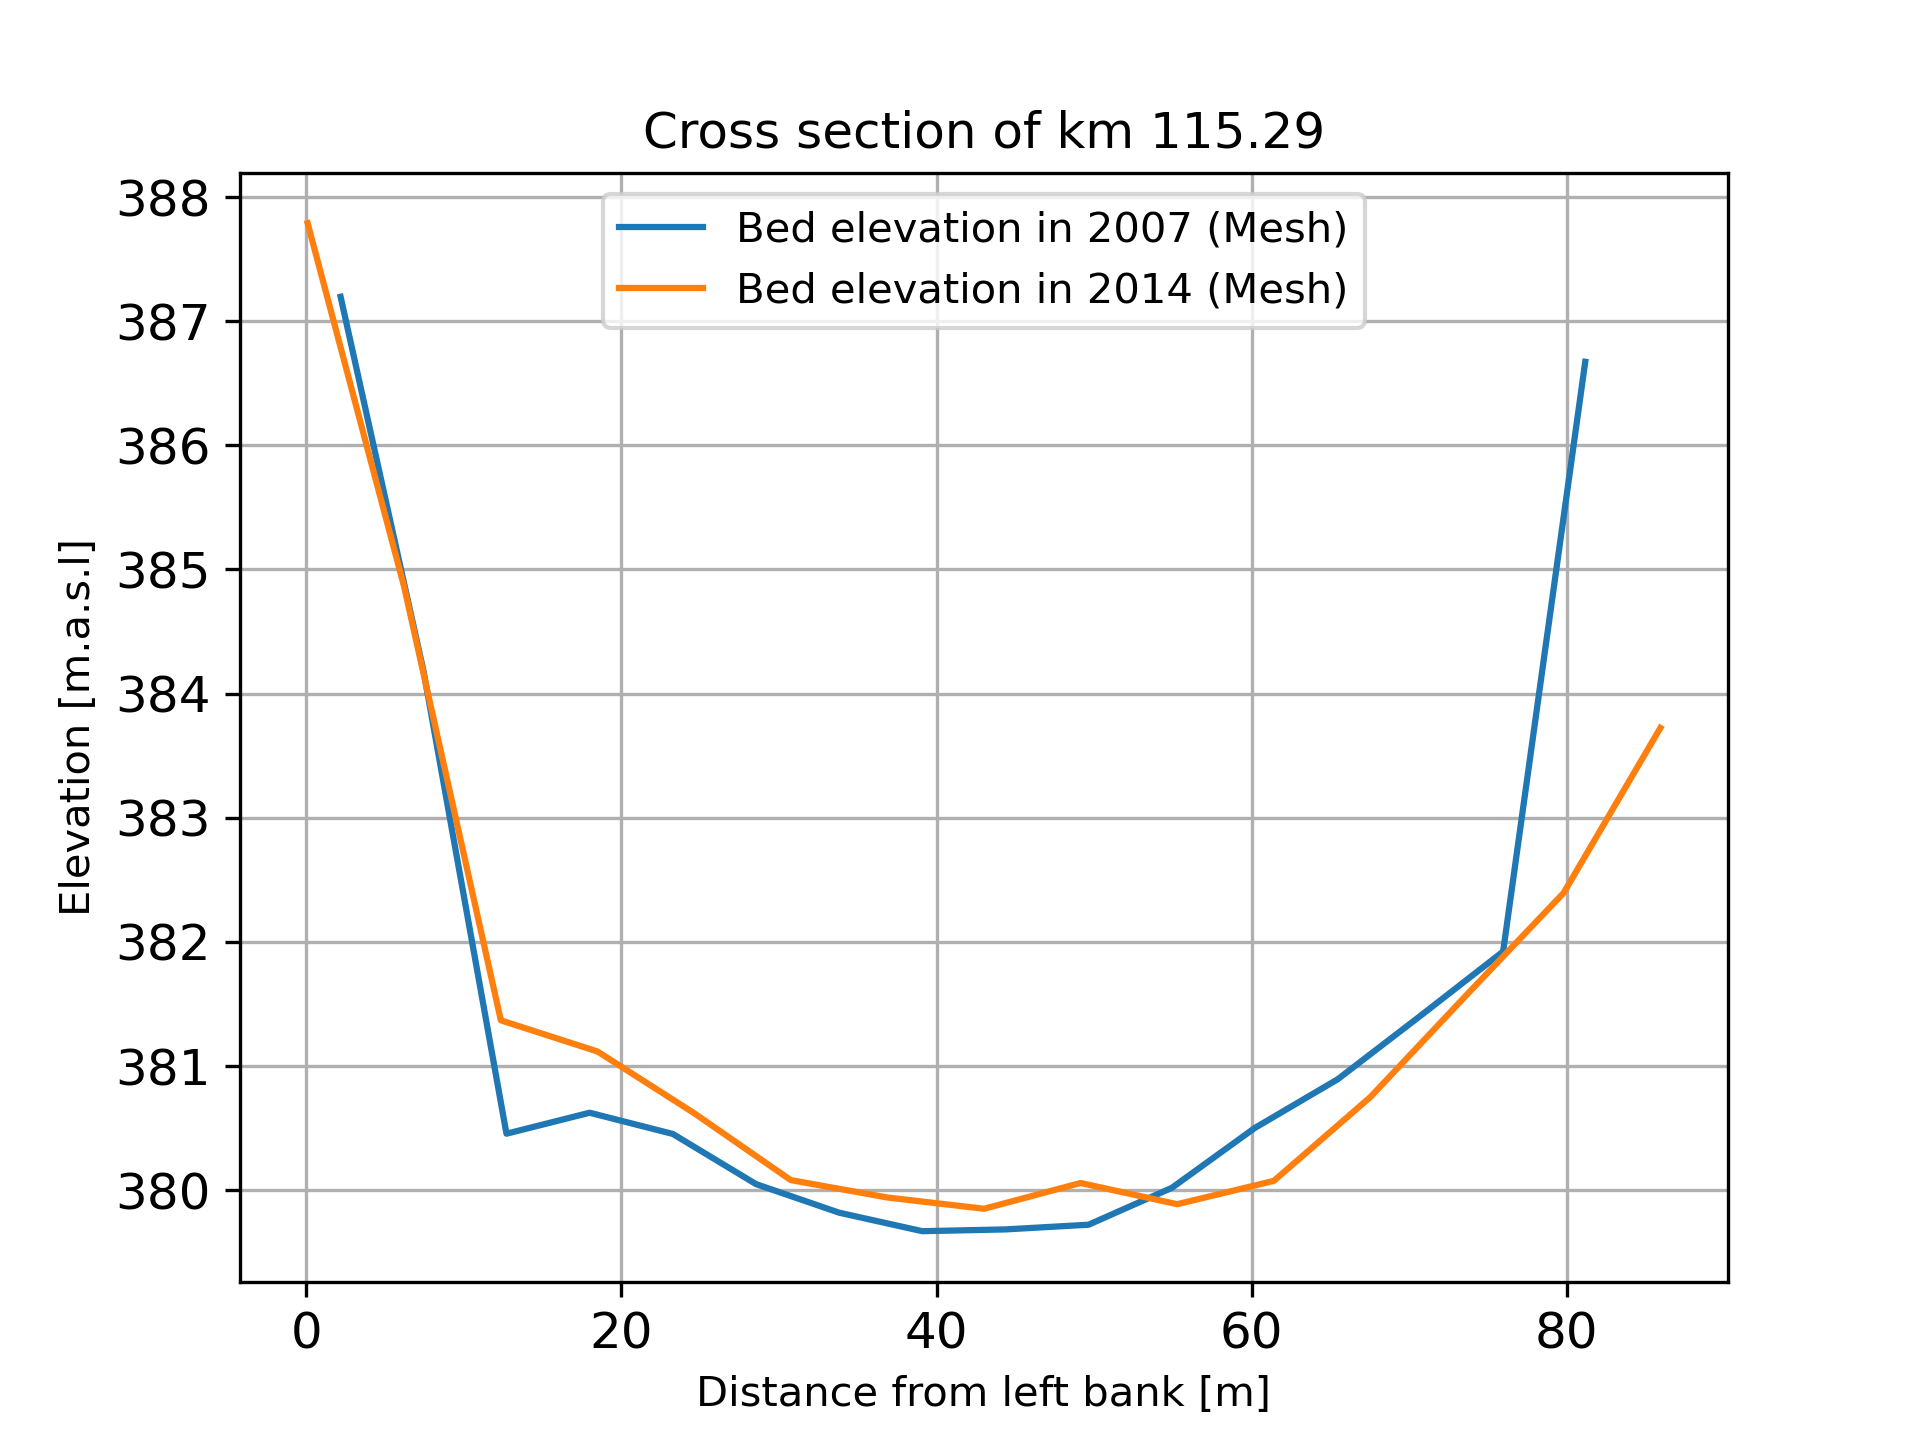 Cross section of km 115.29
Bed elevation in 2007 (Mesh)
Bed elevation in 2014 (Mesh)
388
387
386
385
384
383
382
381
380
Elevation [m.a.s.l]
0 20 40 60 80
Distance from left bank [m]